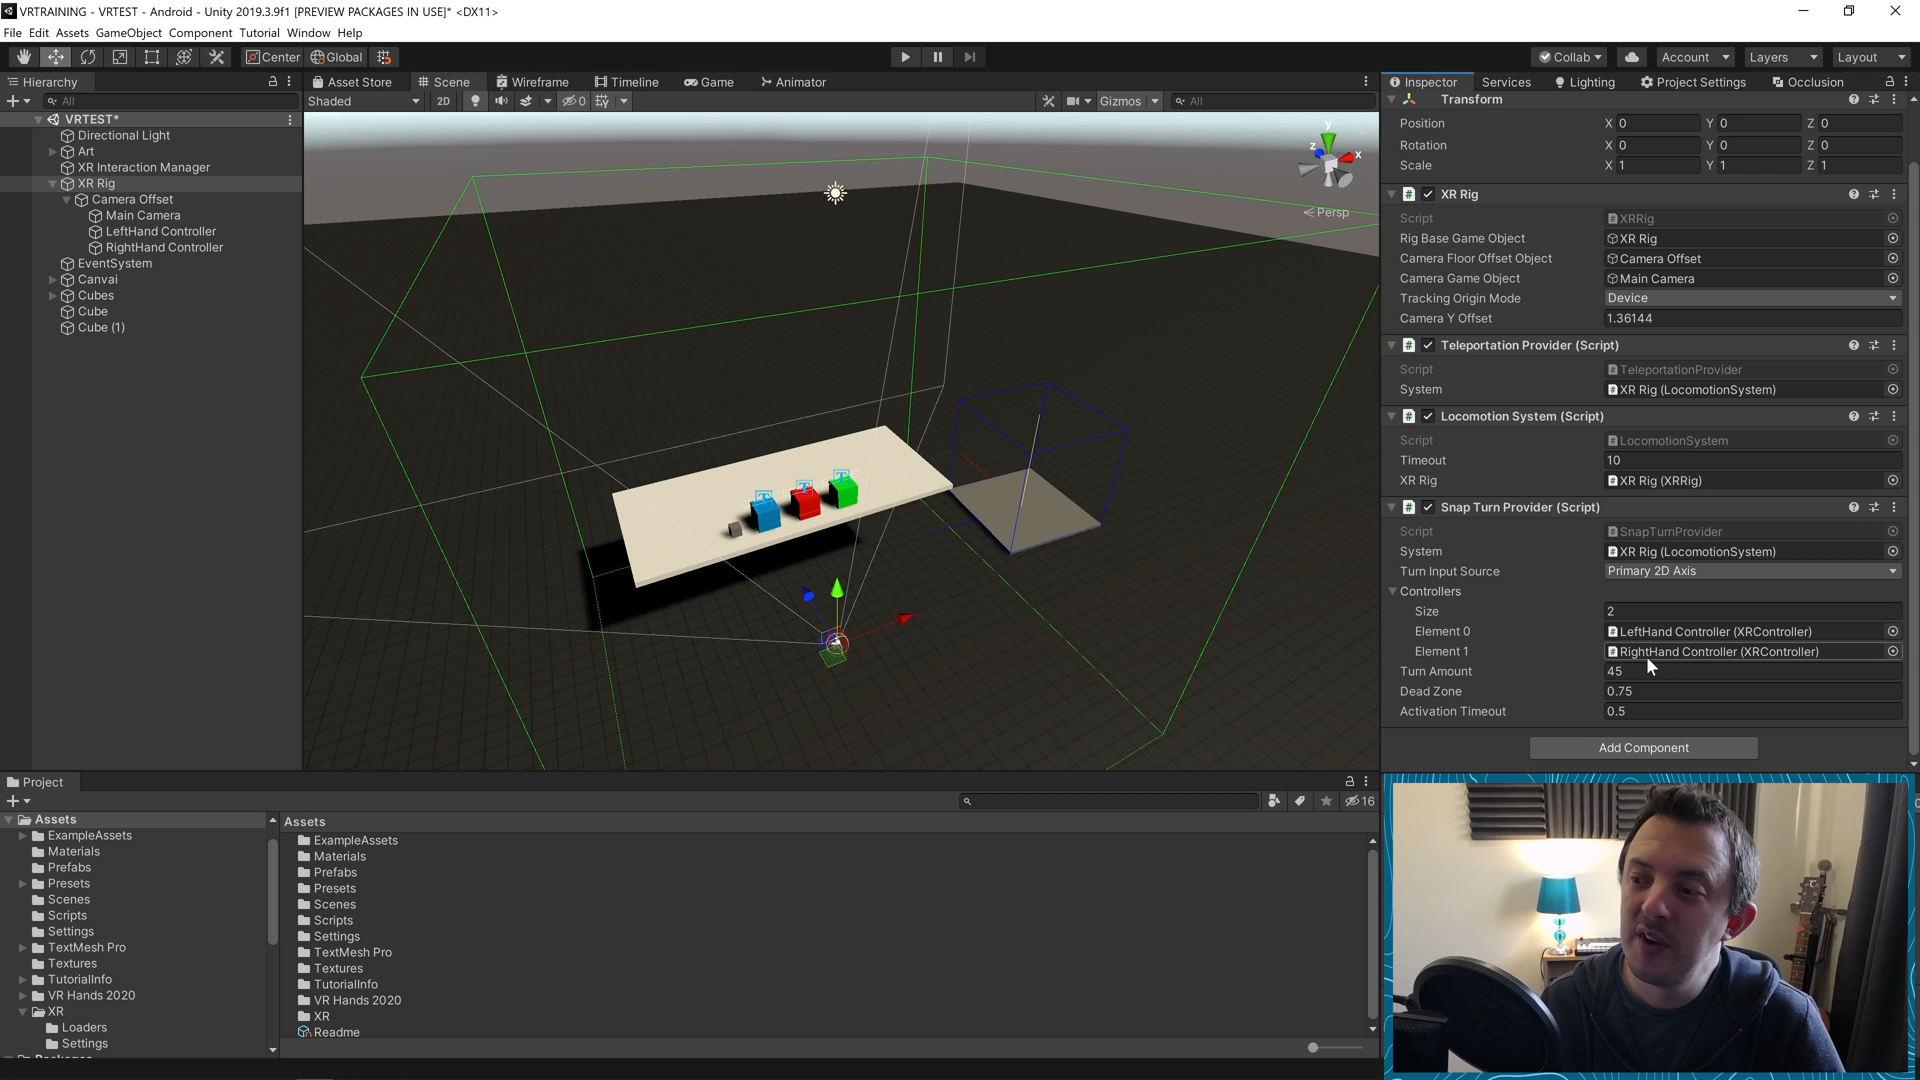 VRTRAINING - VRTEST - Android - Unity 2019.3.9f1 [PREVIEW PACKAGES IN USE]* <DX11>
File Edit Assets GameObject Component Tutorial Window Help
Center Global Collab Account Layers Layout
Hierarchy
All
VRTEST*
Directional Light
Art
XR Interaction Manager
XR Rig
Camera Offset
Main Camera
LeftHand Controller
RightHand Controller
EventSystem
Canvai
Cubes
Cube
Cube (1)
Asset Store Scene Wireframe Timeline Game Animator
Shaded 2D 0 Gizmos All
y
z
x
Persp
T T T
Inspector Services Lighting Project Settings Occlusion
Transform
Position X 0 Y 0 Z 0
Rotation X 0 Y 0 Z 0
Scale X 1 Y 1 Z 1
XR Rig
Script XRRig
Rig Base Game Object XR Rig
Camera Floor Offset Object Camera Offset
Camera Game Object Main Camera
Tracking Origin Mode Device
Camera Y Offset 1.36144
Teleportation Provider (Script)
Script TeleportationProvider
System XR Rig (LocomotionSystem)
Locomotion System (Script)
Script LocomotionSystem
Timeout 10
XR Rig XR Rig (XRRig)
Snap Turn Provider (Script)
Script SnapTurnProvider
System XR Rig (LocomotionSystem)
Turn Input Source Primary 2D Axis
Controllers
Size 2
Element 0 LeftHand Controller (XRController)
Element 1 RightHand Controller (XRController)
Turn Amount 45
Dead Zone 0.75
Activation Timeout 0.5
Add Component
Project
16
Assets
ExampleAssets
Materials
Prefabs
Presets
Scenes
Scripts
Settings
TextMesh Pro
Textures
TutorialInfo
VR Hands 2020
XR
Loaders
Settings
Packages
Assets
ExampleAssets
Materials
Prefabs
Presets
Scenes
Scripts
Settings
TextMesh Pro
Textures
TutorialInfo
VR Hands 2020
XR
Readme